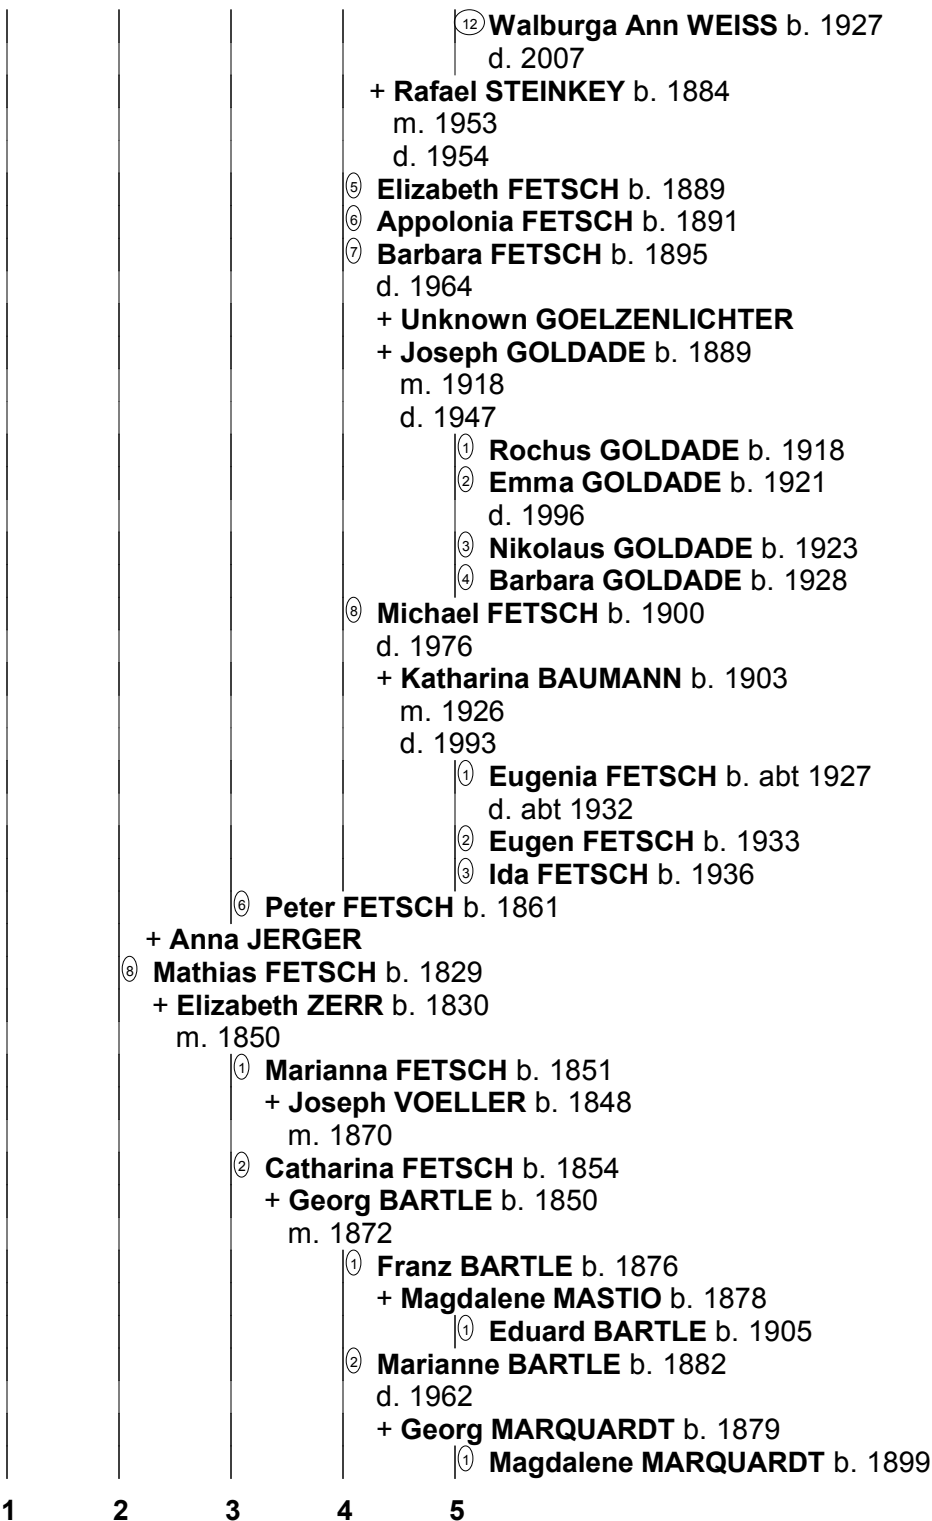 12 Walburga Ann WEISS b. 1927
d. 2007
+ Rafael STEINKEY b. 1884
m. 1953
d. 1954
5 Elizabeth FETSCH b. 1889
6 Appolonia FETSCH b. 1891
7 Barbara FETSCH b. 1895
d. 1964
+ Unknown GOELZENLICHTER
+ Joseph GOLDADE b. 1889
m. 1918
d. 1947
1 Rochus GOLDADE b. 1918
2 Emma GOLDADE b. 1921
d. 1996
3 Nikolaus GOLDADE b. 1923
4 Barbara GOLDADE b. 1928
8 Michael FETSCH b. 1900
d. 1976
+ Katharina BAUMANN b. 1903
m. 1926
d. 1993
1 Eugenia FETSCH b. abt 1927
d. abt 1932
2 Eugen FETSCH b. 1933
3 Ida FETSCH b. 1936
6 Peter FETSCH b. 1861
+ Anna JERGER
8 Mathias FETSCH b. 1829
+ Elizabeth ZERR b. 1830
m. 1850
1 Marianna FETSCH b. 1851
+ Joseph VOELLER b. 1848
m. 1870
2 Catharina FETSCH b. 1854
+ Georg BARTLE b. 1850
m. 1872
1 Franz BARTLE b. 1876
+ Magdalene MASTIO b. 1878
1 Eduard BARTLE b. 1905
2 Marianne BARTLE b. 1882
d. 1962
+ Georg MARQUARDT b. 1879
1 Magdalene MARQUARDT b. 1899
1 2 3 4 5